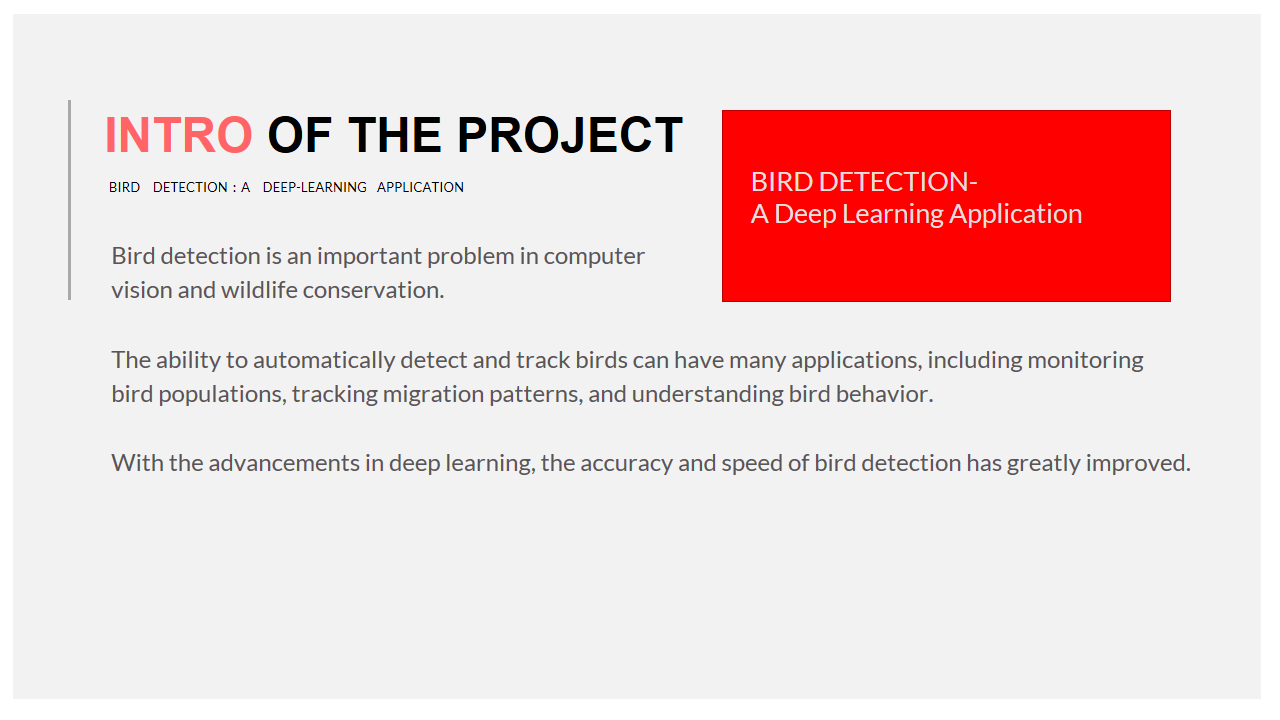 INTRO OF THE PROJECT
BIRD DETECTION : A DEEP-LEARNING APPLICATION
BIRD DETECTION-
A Deep Learning Application
Bird detection is an important problem in computer
vision and wildlife conservation.
The ability to automatically detect and track birds can have many applications, including monitoring
bird populations, tracking migration patterns, and understanding bird behavior.
With the advancements in deep learning, the accuracy and speed of bird detection has greatly improved.